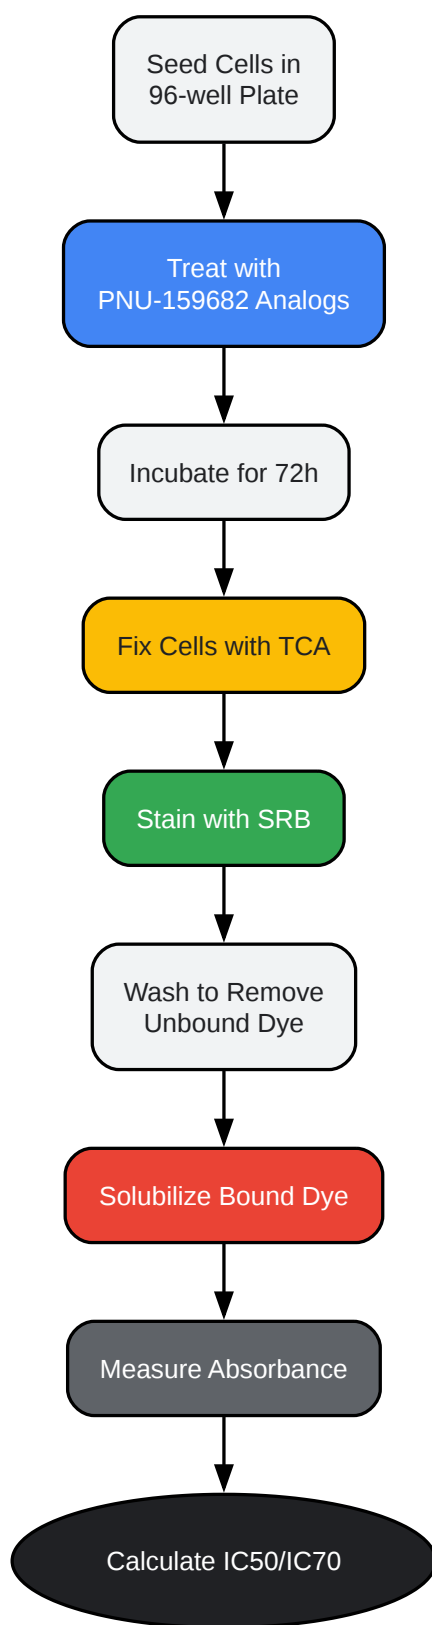 Seed Cells in
96-well Plate
Treat with
PNU-159682 Analogs
Incubate for 72h
Fix Cells with TCA
Stain with SRB
Wash to Remove
Unbound Dye
Solubilize Bound Dye
Measure Absorbance
Calculate IC50/IC70